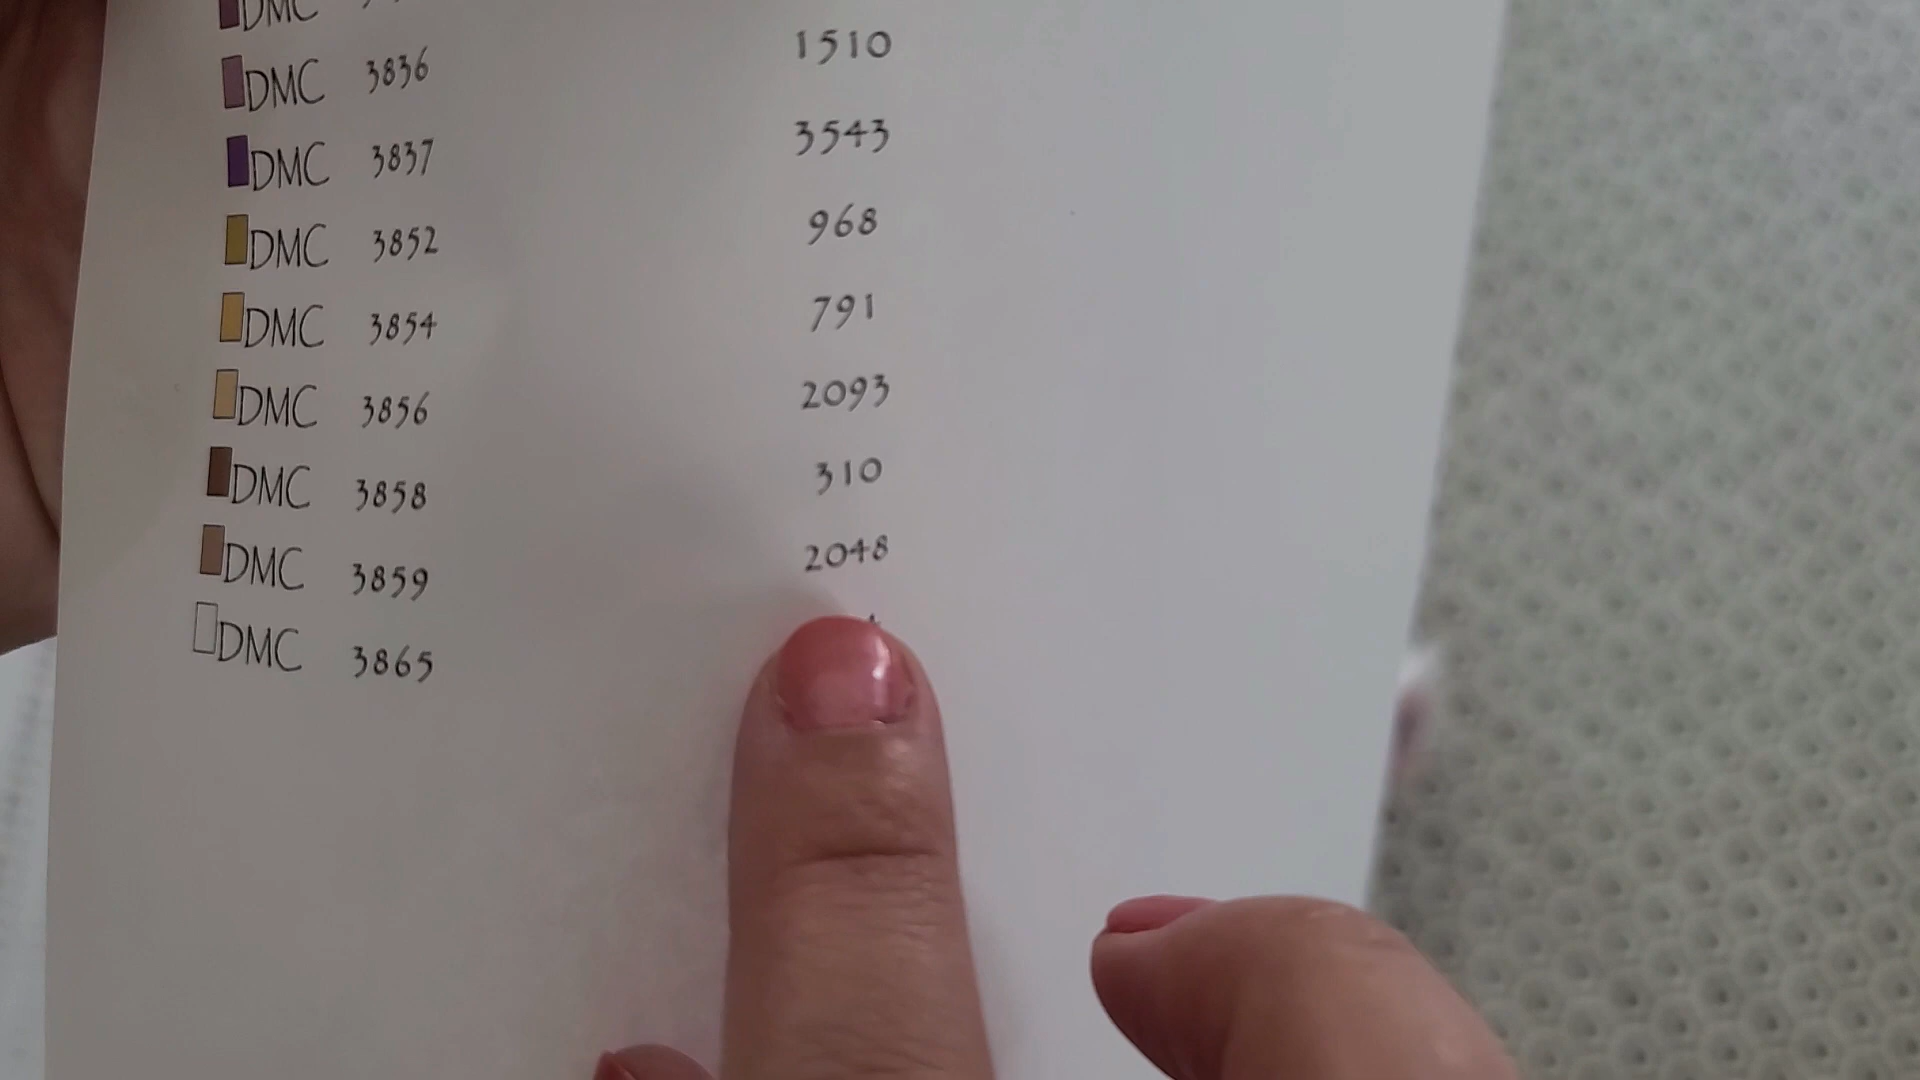 DMC
DMC 3836 1510
DMC 3837 3543
DMC 3852 968
DMC 3854 791
DMC 3856 2093
DMC 3858 310
DMC 3859 2048
DMC 3865